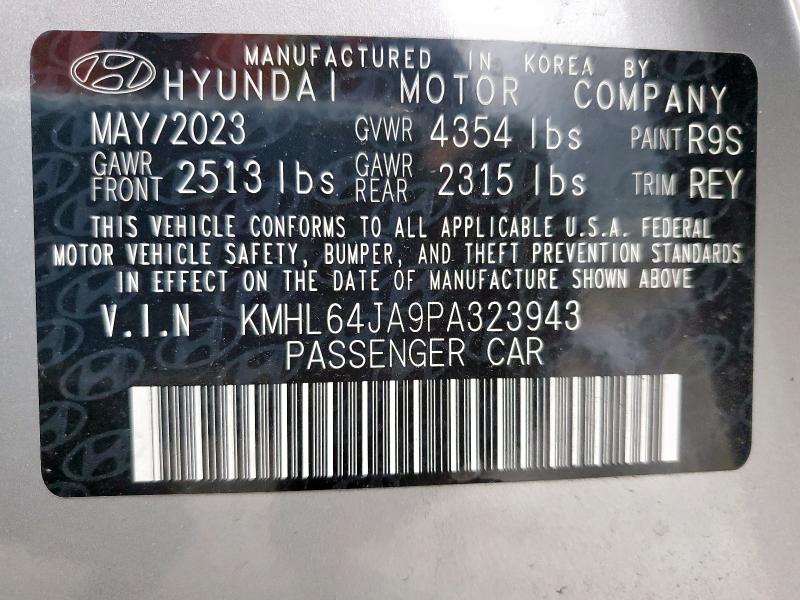 MANUFACTURED IN KOREA BY
HYUNDAI MOTOR COMPANY
MAY/2023 GVWR 4354 lbs PAINT R9S
GAWR FRONT 2513 lbs GAWR REAR 2315 lbs TRIM REY
THIS VEHICLE CONFORMS TO ALL APPLICABLE U.S.A. FEDERAL
MOTOR VEHICLE SAFETY, BUMPER, AND THEFT PREVENTION STANDARDS
IN EFFECT ON THE DATE OF MANUFACTURE SHOWN ABOVE
V.I.N KMHL64JA9PA323943
PASSENGER CAR